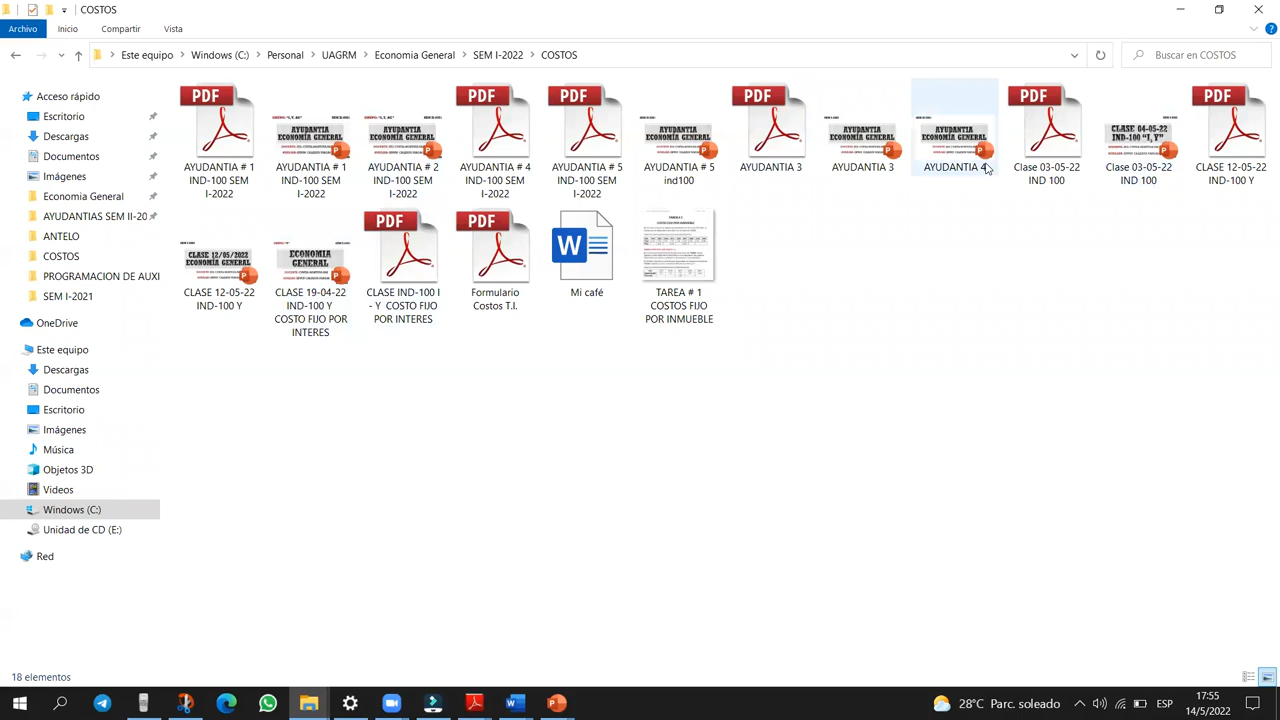 COSTOS
Archivo Inicio Compartir Vista
Este equipo Windows (C:) Personal UAGRM Economia General SEM I-2022 COSTOS
Buscar en COSTOS
Acceso rápido
Escritorio
Descargas
Documentos
Imágenes
Economia General
AYUDANTIAS SEM II-20
ANTELO
COSTOS
PROGRAMACION DE AUXI
SEM I-2021
OneDrive
Este equipo
Descargas
Documentos
Escritorio
Imágenes
Música
Objetos 3D
Videos
Windows (C:)
Unidad de CD (E:)
Red
PDF
AYUDANTIA # 1
IND-100 SEM
I-2022
AYUDANTIA
ECONOMÍA GENERAL
AYUDANTIA # 1
IND-100 SEM
I-2022
AYUDANTIA
ECONOMÍA GENERAL
AYUDANTIA # 2
IND-100 SEM
I-2022
PDF
AYUDANTIA # 4
IND-100 SEM
I-2022
PDF
AYUDANTIA # 5
IND-100 SEM
I-2022
AYUDANTIA
ECONOMÍA GENERAL
AYUDANTIA # 5
ind100
PDF
AYUDANTIA 3
AYUDANTIA
ECONOMÍA GENERAL
AYUDANTIA 3
AYUDANTIA
ECONOMÍA GENERAL
AYUDANTIA 4
PDF
Clase 03-05-22
IND 100
CLASE 04-05-22
IND-100 "I, Y"
Clase 03-05-22
IND 100
PDF
CLASE 12-05-22
IND-100 Y
CLASE 12/05/2022
ECONOMÍA GENERAL
CLASE 12-05-22
IND-100 Y
ECONOMIA
GENERAL
CLASE 19-04-22
IND-100 Y
COSTO FIJO POR
INTERES
PDF
CLASE IND-100 I
- Y COSTO FIJO
POR INTERES
PDF
Formulario
Costos T.I.
W
Mi café
TAREA # 1
COSTOS FIJO
POR INMUEBLE
18 elementos
28°C Parc. soleado
ESP
17:55
14/5/2022